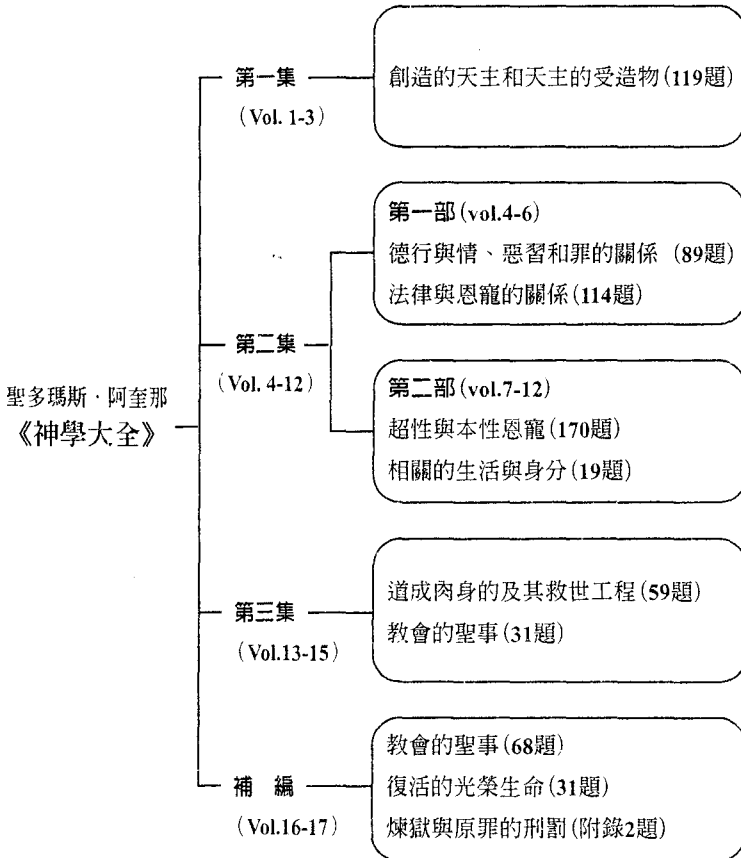 聖多瑪斯．阿奎那
《神學大全》
第一集
(Vol. 1-3)
創造的天主和天主的受造物(119題)
第二集
(Vol. 4-12)
第一部(vol.4-6)
德行與情、惡習和罪的關係 (89題)
法律與恩寵的關係(114題)
第二部(vol.7-12)
超性與本性恩寵(170題)
相關的生活與身分(19題)
第三集
(Vol.13-15)
道成肉身的及其救世工程(59題)
教會的聖事(31題)
補 編
(Vol.16-17)
教會的聖事(68題)
復活的光榮生命(31題)
煉獄與原罪的刑罰(附錄2題)